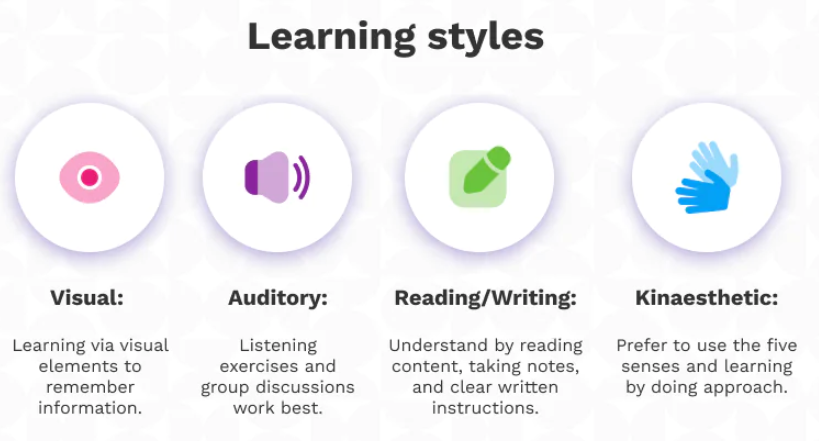 Learning styles
Visual:
Learning via visual
elements to
remember
information.
Auditory:
Listening
exercises and
group discussions
work best.
Reading/Writing:
Understand by reading
content, taking notes,
and clear written
instructions.
Kinaesthetic:
Prefer to use the five
senses and learning
by doing approach.